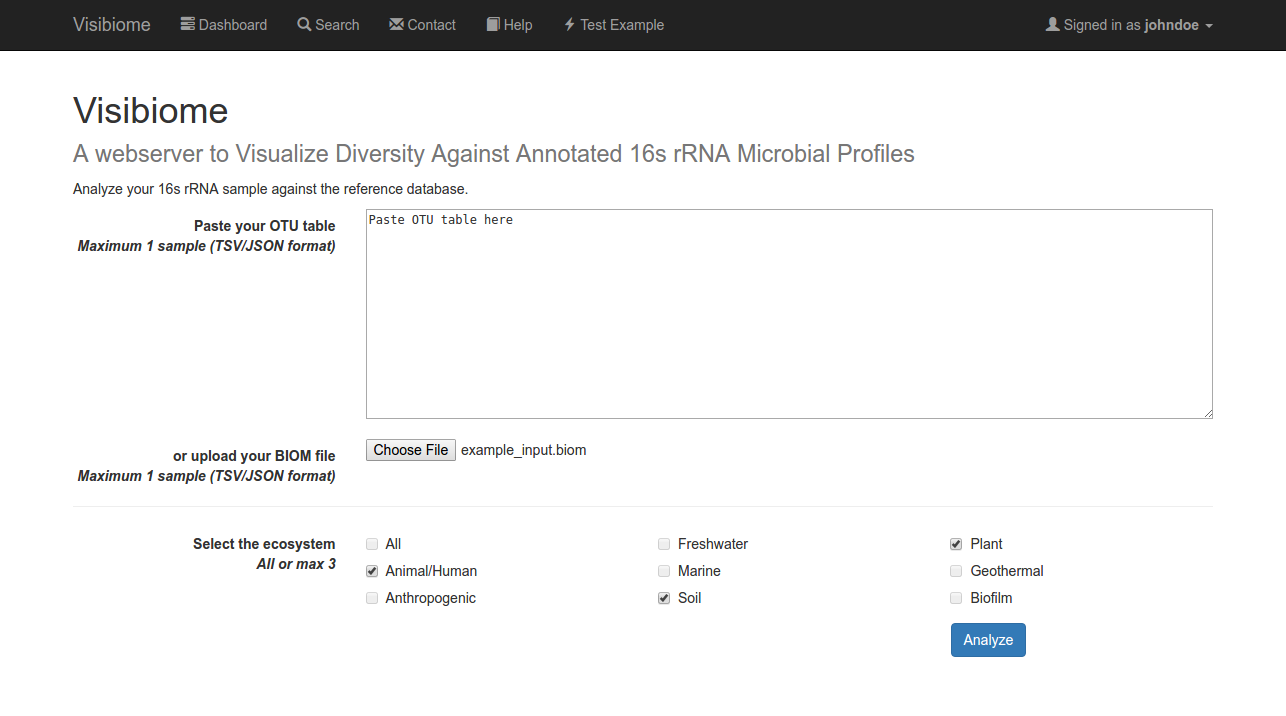 Visibiome Dashboard Search Contact Help Test Example Signed in as johndoe
Visibiome
A webserver to Visualize Diversity Against Annotated 16s rRNA Microbial Profiles
Analyze your 16s rRNA sample against the reference database.
Paste your OTU table
Maximum 1 sample (TSV/JSON format)
Paste OTU table here
or upload your BIOM file
Maximum 1 sample (TSV/JSON format)
Choose File example_input.biom
Select the ecosystem
All or max 3
All Freshwater Plant
Animal/Human Marine Geothermal
Anthropogenic Soil Biofilm
Analyze